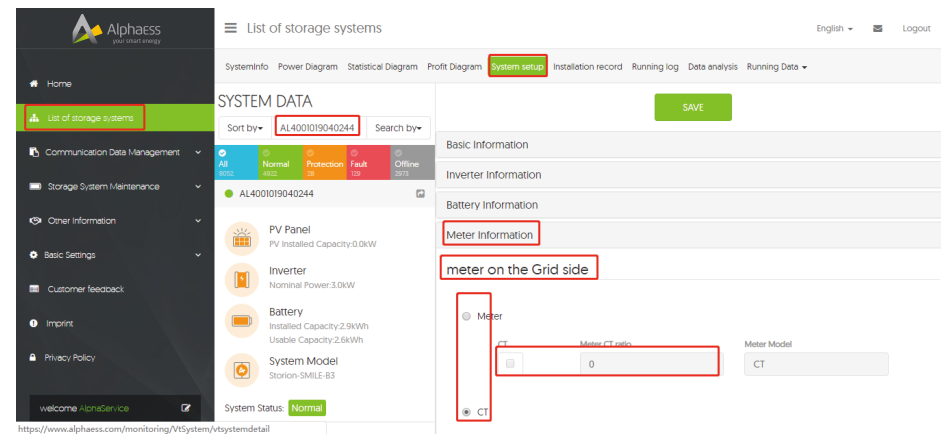 Alphaess
your smart energy
List of storage systems
English
Logout
SystemInfo Power Diagram Statistical Diagram Profit Diagram System setup Installation record Running log Data analysis Running Data
Home
List of storage systems
Communication Data Management
Storage System Maintenance
Other Information
Basic Settings
Customer feedback
Imprint
Privacy Policy
welcome AlphaService
SYSTEM DATA
Sort by AL4001019040244 Search by
All Normal Protection Fault Offline
8052 4922 28 129 2973
AL4001019040244
PV Panel
PV Installed Capacity:0.0kW
Inverter
Nominal Power:3.0kW
Battery
Installed Capacity:2.9kWh
Usable Capacity:2.6kWh
System Model
Storion-SMILE-B3
System Status: Normal
SAVE
Basic Information
Inverter Information
Battery Information
Meter Information
meter on the Grid side
Meter
CT Meter CT ratio Meter Model
0 CT
CT
https://www.alphaess.com/monitoring/VtSystem/vtsystemdetail